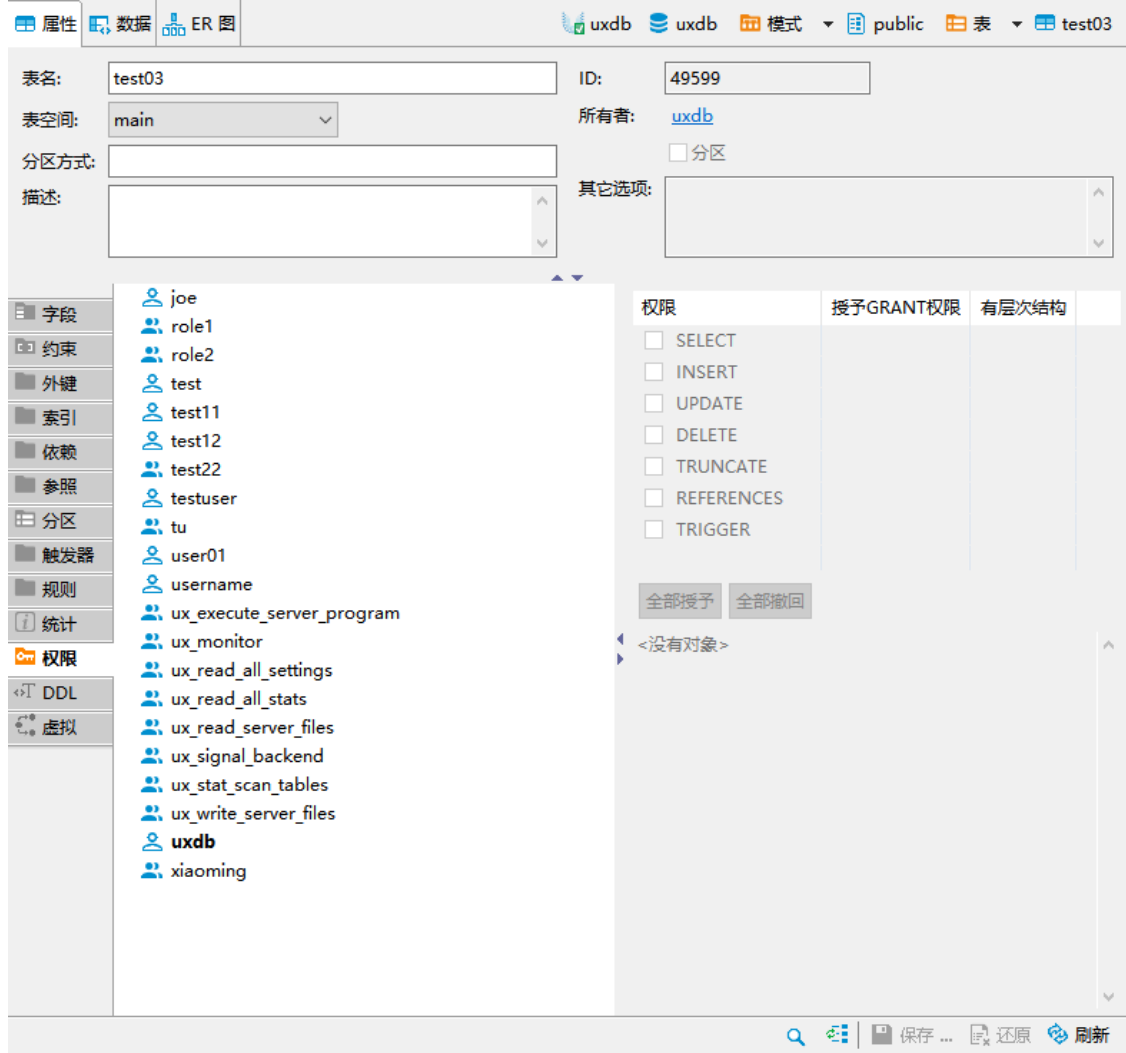 属性 数据 ER 图 uxdb uxdb 模式 public 表 test03
表名: test03 ID: 49599
表空间: main 所有者: uxdb
分区方式: 分区
描述: 其它选项:
字段
约束
外键
索引
依赖
参照
分区
触发器
规则
统计
权限
DDL
虚拟
joe
role1
role2
test
test11
test12
test22
testuser
tu
user01
username
ux_execute_server_program
ux_monitor
ux_read_all_settings
ux_read_all_stats
ux_read_server_files
ux_signal_backend
ux_stat_scan_tables
ux_write_server_files
uxdb
xiaoming
权限 授予GRANT权限 有层次结构
SELECT
INSERT
UPDATE
DELETE
TRUNCATE
REFERENCES
TRIGGER
全部授予 全部撤回
<没有对象>
保存 ... 还原 刷新